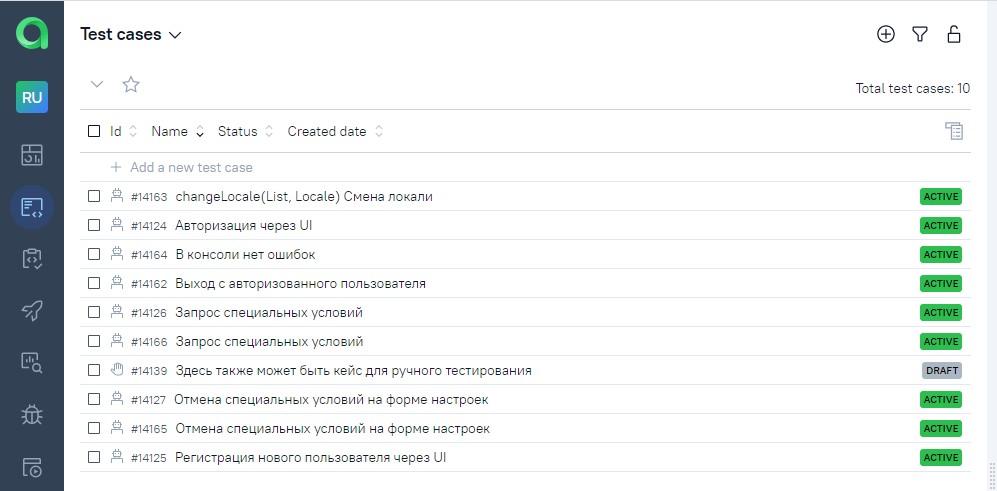 Test cases
RU
Total test cases: 10
Id Name Status Created date
+ Add a new test case
#14163 changeLocale(List, Locale) Смена локали ACTIVE
#14124 Авторизация через UI ACTIVE
#14164 В консоли нет ошибок ACTIVE
#14162 Выход с авторизованного пользователя ACTIVE
#14126 Запрос специальных условий ACTIVE
#14166 Запрос специальных условий ACTIVE
#14139 Здесь также может быть кейс для ручного тестирования DRAFT
#14127 Отмена специальных условий на форме настроек ACTIVE
#14165 Отмена специальных условий на форме настроек ACTIVE
#14125 Регистрация нового пользователя через UI ACTIVE